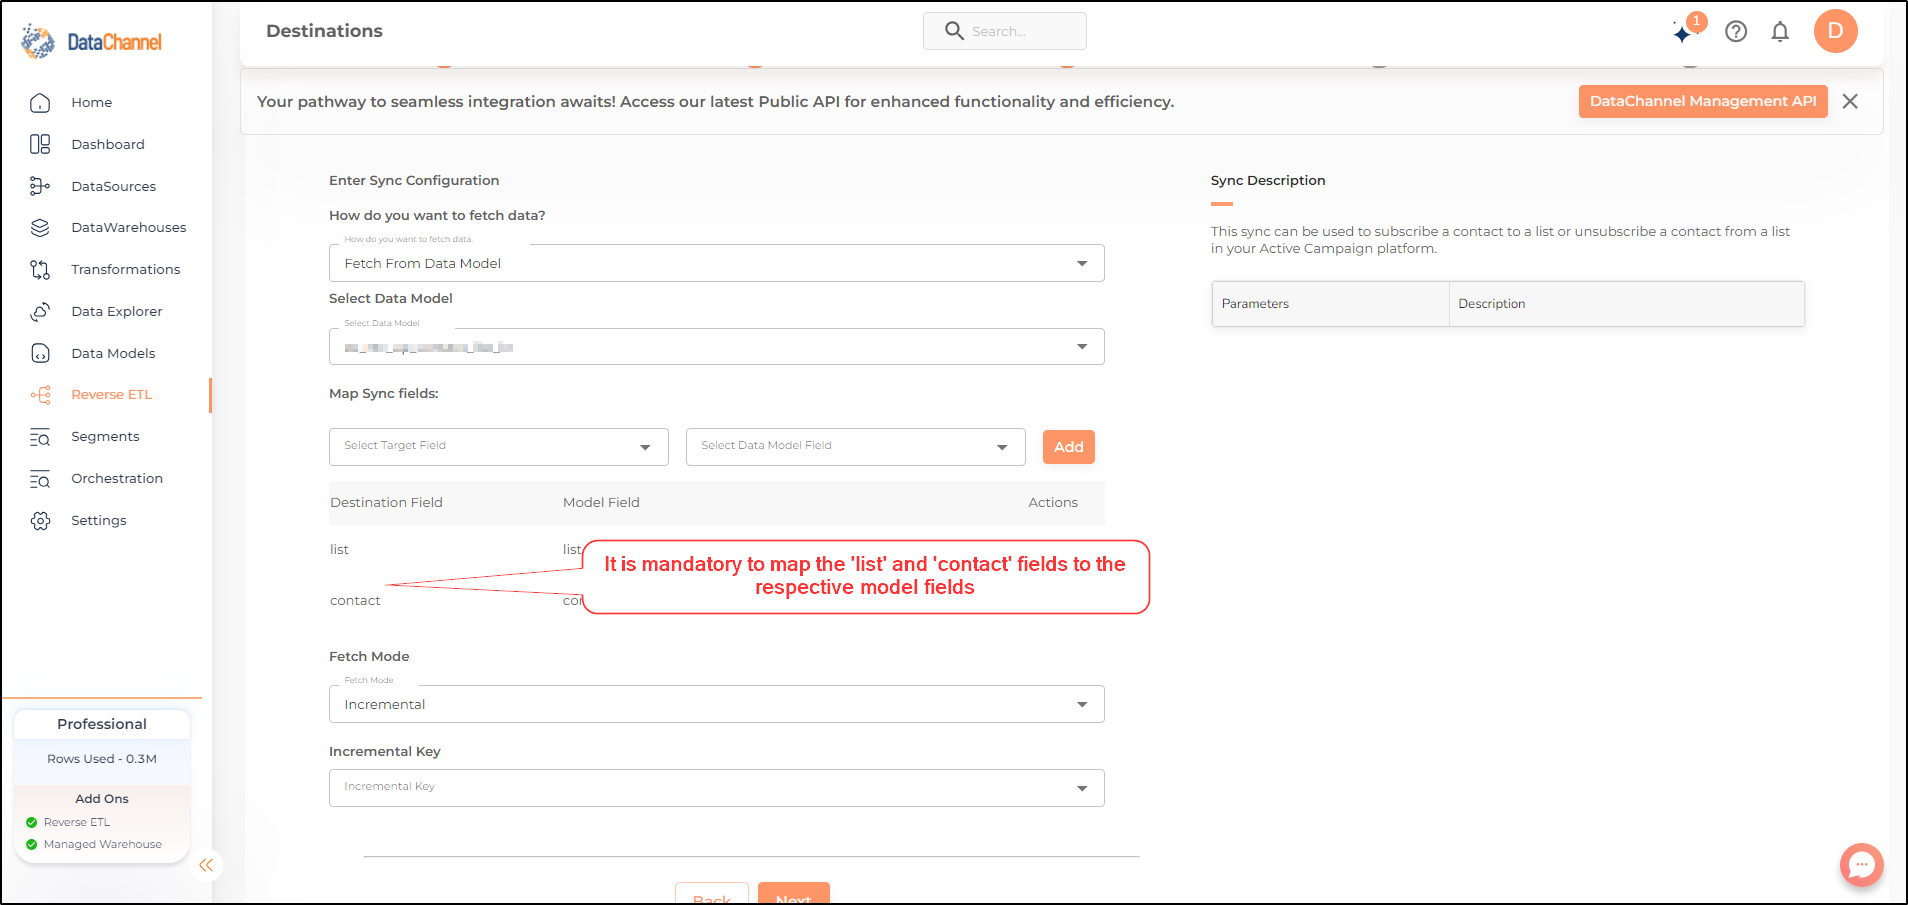 DataChannel
Destinations
Search...
1
D
Your pathway to seamless integration awaits! Access our latest Public API for enhanced functionality and efficiency.
DataChannel Management API
Home
Dashboard
DataSources
DataWarehouses
Transformations
Data Explorer
Data Models
Reverse ETL
Segments
Orchestration
Settings
Professional
Rows Used - 0.3M
Add Ons
Reverse ETL
Managed Warehouse
Enter Sync Configuration
How do you want to fetch data?
How do you want to fetch data.
Fetch From Data Model
Select Data Model
Select Data Model
Map Sync fields:
Select Target Field
Select Data Model Field
Add
Destination Field
Model Field
Actions
list
list
It is mandatory to map the 'list' and 'contact' fields to the
respective model fields
contact
Fetch Mode
Fetch Mode
Incremental
Incremental Key
Incremental Key
Back
Next
Sync Description
This sync can be used to subscribe a contact to a list or unsubscribe a contact from a list
in your Active Campaign platform.
Parameters
Description